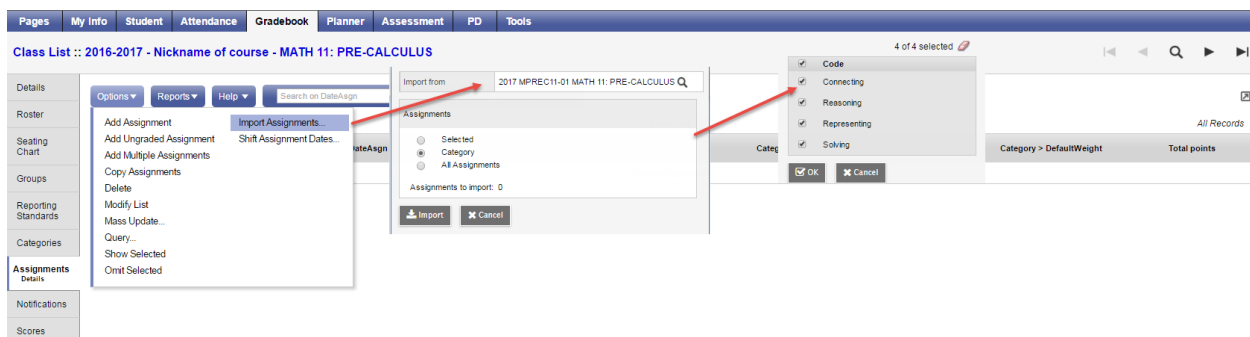 Pages My Info Student Attendance Gradebook Planner Assessment PD Tools
Class List :: 2016-2017 - Nickname of course - MATH 11: PRE-CALCULUS
Details
Roster
Seating
Chart
Groups
Reporting
Standards
Categories
Assignments
Details
Notifications
Scores
Options Reports Help Search on DateAsgn
Add Assignment
Add Ungraded Assignment
Add Multiple Assignments
Copy Assignments
Delete
Modify List
Mass Update...
Query...
Show Selected
Omit Selected
Import Assignments...
Shift Assignment Dates...
Import from 2017 MPREC11-01 MATH 11: PRE-CALCULUS
Assignments
Selected
Category
All Assignments
Assignments to import: 0
Import Cancel
4 of 4 selected
Code
Connecting
Reasoning
Representing
Solving
OK Cancel
All Records
DateAsgn Categ Category > DefaultWeight Total points